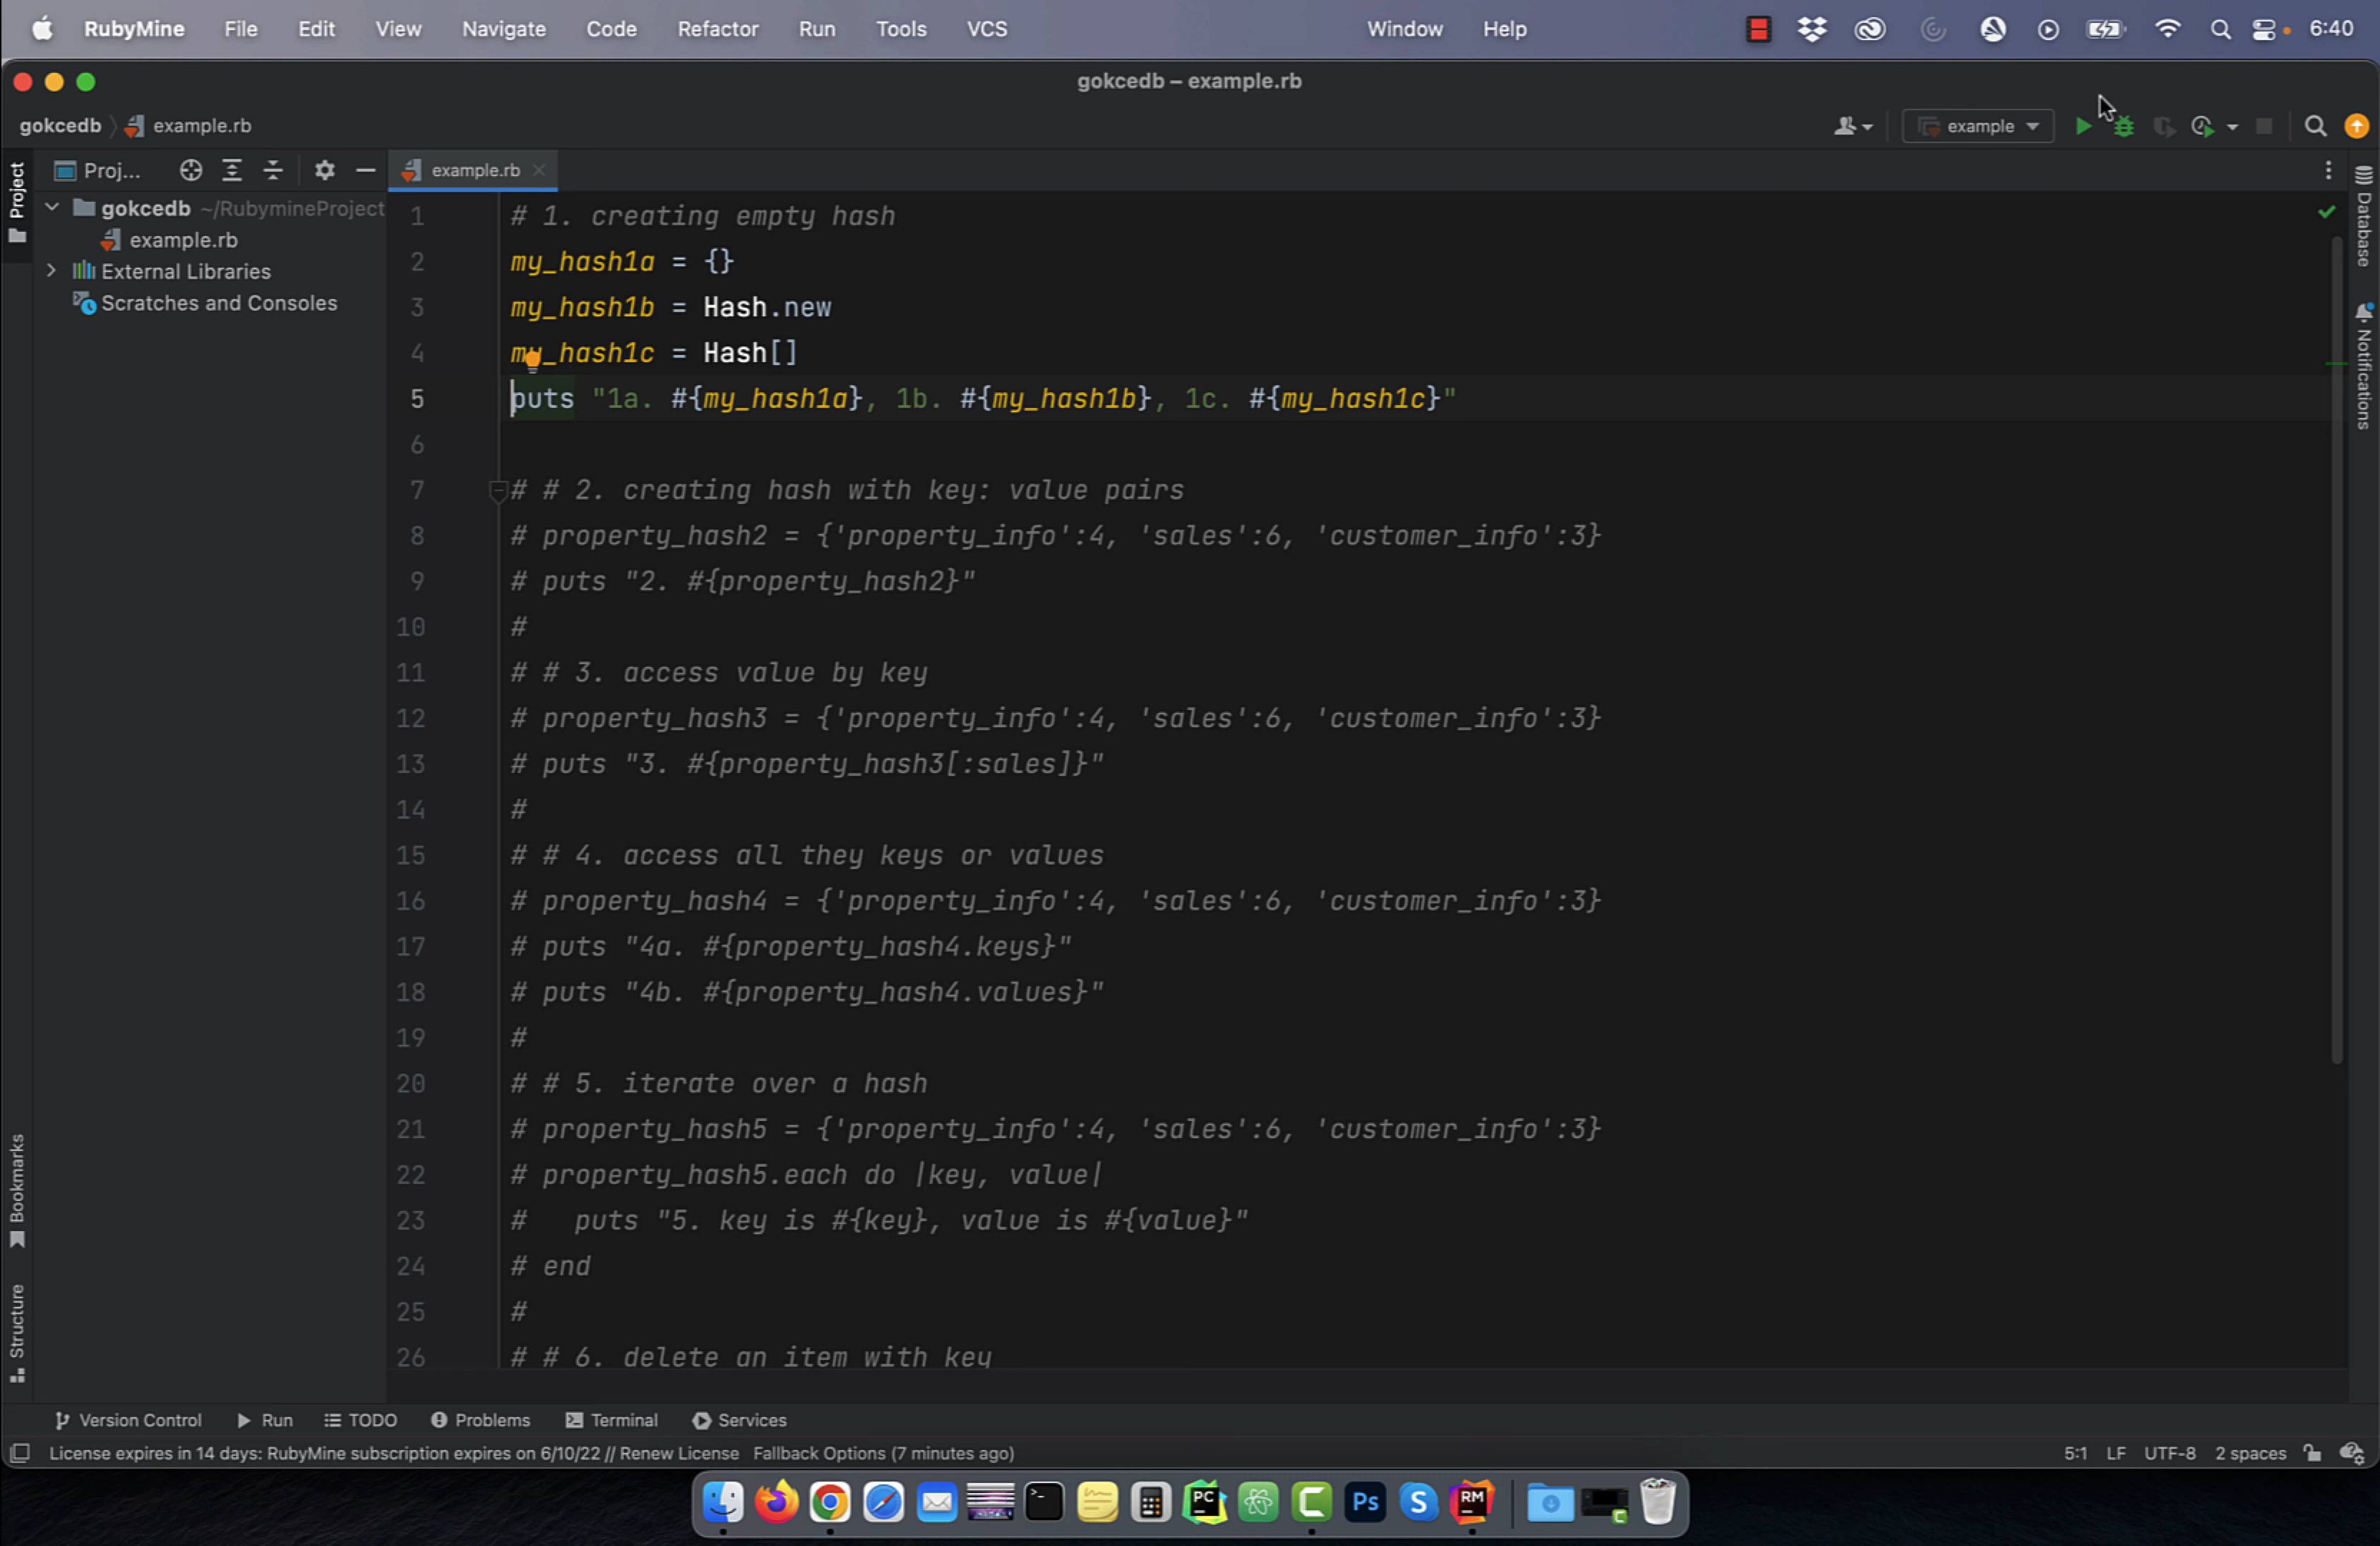 RubyMine File Edit View Navigate Code Refactor Run Tools VCS Window Help 6:40
gokcedb – example.rb
gokcedb example.rb example
Project
Proj...
example.rb
gokcedb ~/RubymineProject
example.rb
External Libraries
Scratches and Consoles
1 # 1. creating empty hash
2 my_hash1a = {}
3 my_hash1b = Hash.new
4 my_hash1c = Hash[]
5 puts "1a. #{my_hash1a}, 1b. #{my_hash1b}, 1c. #{my_hash1c}"
6
7 # # 2. creating hash with key: value pairs
8 # property_hash2 = {'property_info':4, 'sales':6, 'customer_info':3}
9 # puts "2. #{property_hash2}"
10 #
11 # # 3. access value by key
12 # property_hash3 = {'property_info':4, 'sales':6, 'customer_info':3}
13 # puts "3. #{property_hash3[:sales]}"
14 #
15 # # 4. access all they keys or values
16 # property_hash4 = {'property_info':4, 'sales':6, 'customer_info':3}
17 # puts "4a. #{property_hash4.keys}"
18 # puts "4b. #{property_hash4.values}"
19 #
20 # # 5. iterate over a hash
21 # property_hash5 = {'property_info':4, 'sales':6, 'customer_info':3}
22 # property_hash5.each do |key, value|
23 #   puts "5. key is #{key}, value is #{value}"
24 # end
25 #
26 # # 6. delete an item with key
Database
Notifications
Bookmarks
Structure
Version Control Run TODO Problems Terminal Services
License expires in 14 days: RubyMine subscription expires on 6/10/22 // Renew License Fallback Options (7 minutes ago) 5:1 LF UTF-8 2 spaces
PC
C
Ps
S
RM